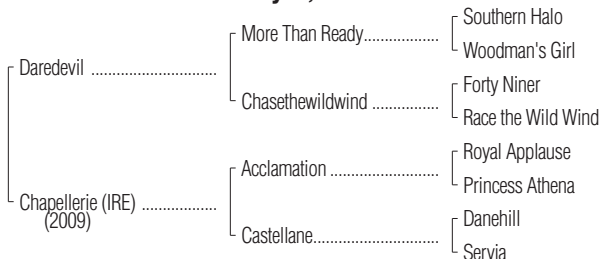 Southern Halo
More Than Ready..................
Woodman's Girl
Daredevil ..............................
Forty Niner
Chasethewildwind ................
Race the Wild Wind
Royal Applause
Acclamation ..........................
Princess Athena
Chapellerie (IRE) ..................
(2009)
Danehill
Castellane..............................
Servia